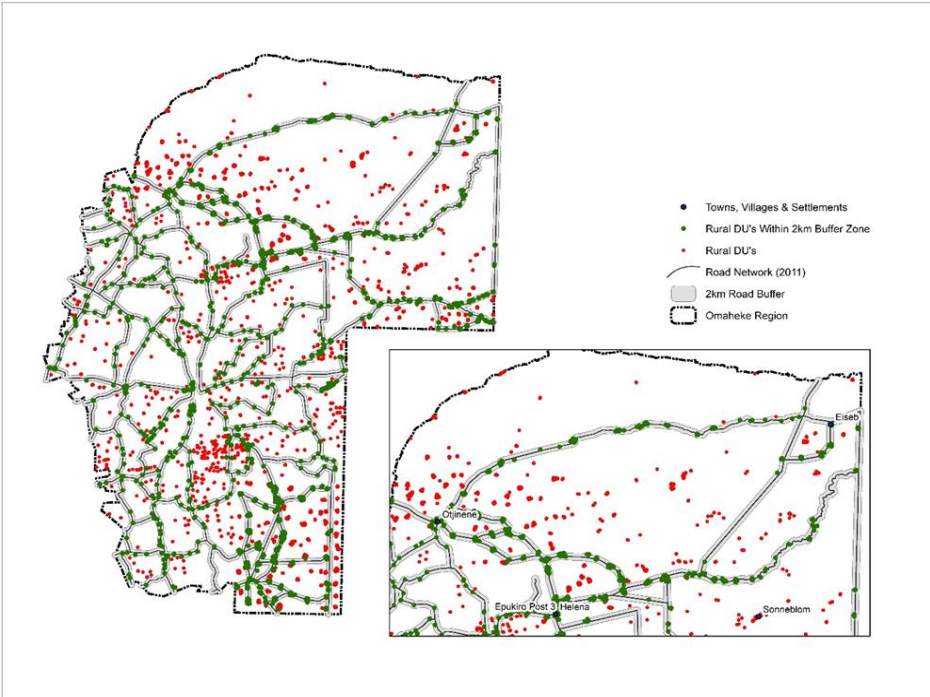 Towns, Villages & Settlements
Rural DU's Within 2km Buffer Zone
Rural DU's
Road Network (2011)
2km Road Buffer
Omaheke Region
Eiseb
Otjinene
Epukiro Post 3
Helena
Sonneblom